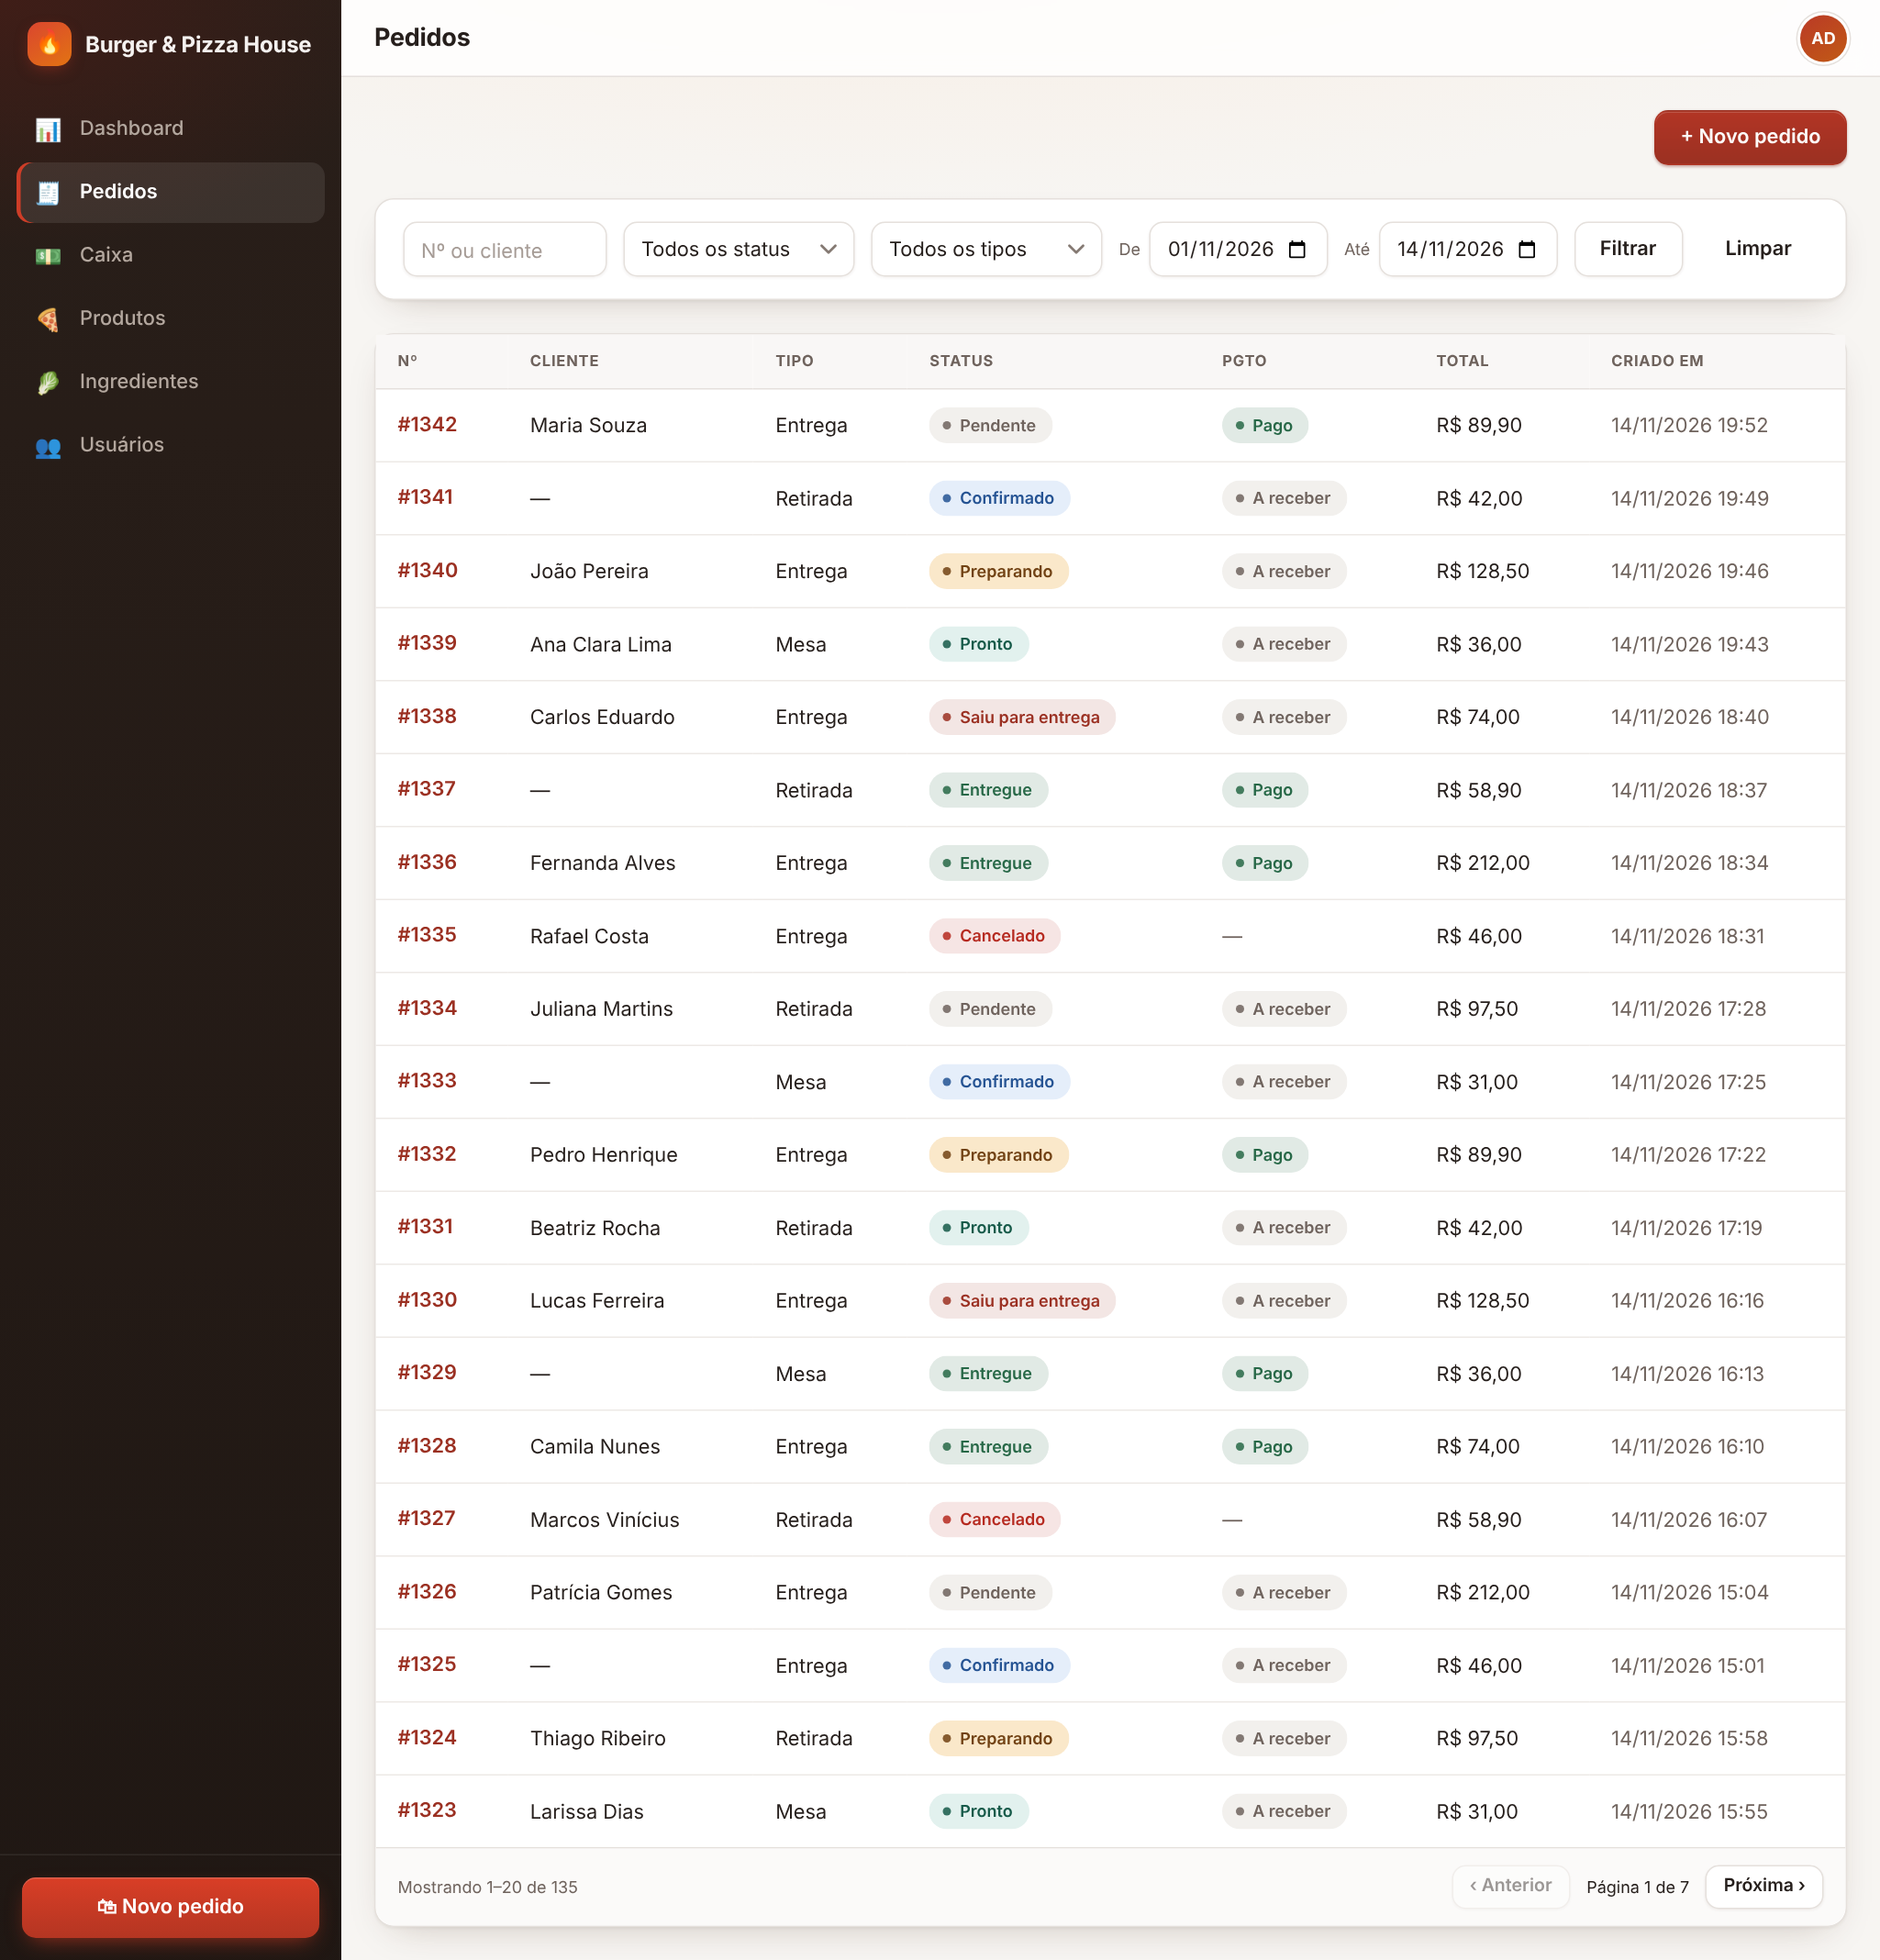 Burger & Pizza House
Dashboard
Pedidos
Caixa
Produtos
Ingredientes
Usuários
Novo pedido
Pedidos
AD
+ Novo pedido
Nº ou cliente Todos os status Todos os tipos De 01/11/2026 Até 14/11/2026 Filtrar Limpar
Nº CLIENTE TIPO STATUS PGTO TOTAL CRIADO EM
#1342 Maria Souza Entrega Pendente Pago R$ 89,90 14/11/2026 19:52
#1341 — Retirada Confirmado A receber R$ 42,00 14/11/2026 19:49
#1340 João Pereira Entrega Preparando A receber R$ 128,50 14/11/2026 19:46
#1339 Ana Clara Lima Mesa Pronto A receber R$ 36,00 14/11/2026 19:43
#1338 Carlos Eduardo Entrega Saiu para entrega A receber R$ 74,00 14/11/2026 18:40
#1337 — Retirada Entregue Pago R$ 58,90 14/11/2026 18:37
#1336 Fernanda Alves Entrega Entregue Pago R$ 212,00 14/11/2026 18:34
#1335 Rafael Costa Entrega Cancelado — R$ 46,00 14/11/2026 18:31
#1334 Juliana Martins Retirada Pendente A receber R$ 97,50 14/11/2026 17:28
#1333 — Mesa Confirmado A receber R$ 31,00 14/11/2026 17:25
#1332 Pedro Henrique Entrega Preparando Pago R$ 89,90 14/11/2026 17:22
#1331 Beatriz Rocha Retirada Pronto A receber R$ 42,00 14/11/2026 17:19
#1330 Lucas Ferreira Entrega Saiu para entrega A receber R$ 128,50 14/11/2026 16:16
#1329 — Mesa Entregue Pago R$ 36,00 14/11/2026 16:13
#1328 Camila Nunes Entrega Entregue Pago R$ 74,00 14/11/2026 16:10
#1327 Marcos Vinícius Retirada Cancelado — R$ 58,90 14/11/2026 16:07
#1326 Patrícia Gomes Entrega Pendente A receber R$ 212,00 14/11/2026 15:04
#1325 — Entrega Confirmado A receber R$ 46,00 14/11/2026 15:01
#1324 Thiago Ribeiro Retirada Preparando A receber R$ 97,50 14/11/2026 15:58
#1323 Larissa Dias Mesa Pronto A receber R$ 31,00 14/11/2026 15:55
Mostrando 1–20 de 135 ‹ Anterior Página 1 de 7 Próxima ›